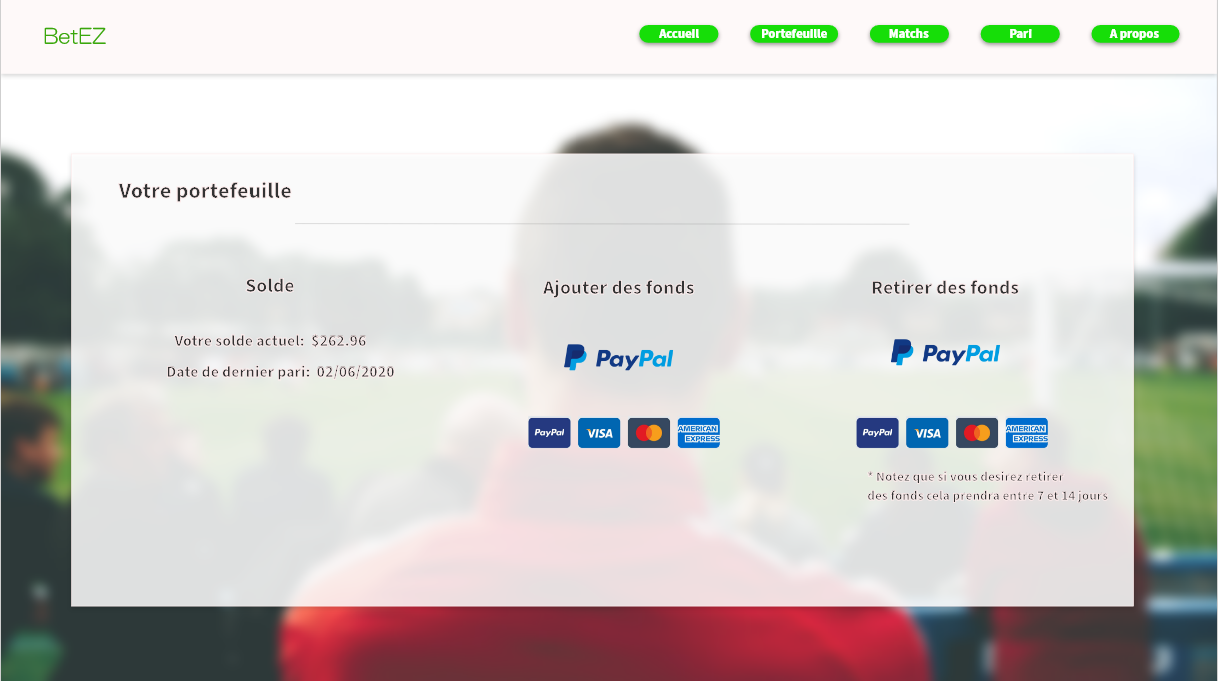 BetEZ
Accueil
Portefeuille
Matchs
Pari
A propos
Votre portefeuille
Solde
Votre solde actuel: $262.96
Date de dernier pari: 02/06/2020
Ajouter des fonds
PayPal
PayPal
VISA
AMERICAN
EXPRESS
Retirer des fonds
PayPal
PayPal
VISA
AMERICAN
EXPRESS
* Notez que si vous desirez retirer
des fonds cela prendra entre 7 et 14 jours